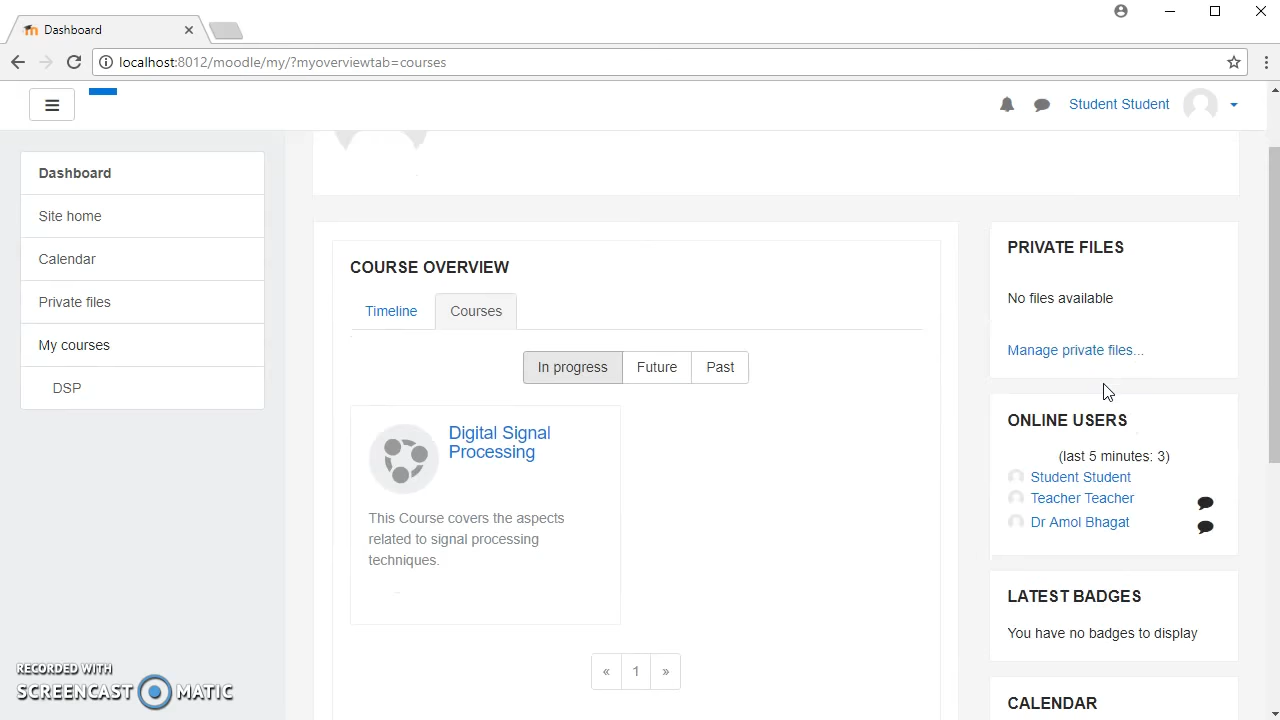 Dashboard
localhost:8012/moodle/my/?myoverviewtab=courses
Student Student
Dashboard
Site home
Calendar
Private files
My courses
DSP
COURSE OVERVIEW
Timeline
Courses
In progress
Future
Past
Digital Signal
Processing
This Course covers the aspects
related to signal processing
techniques.
« 1 »
PRIVATE FILES
No files available
Manage private files...
ONLINE USERS
(last 5 minutes: 3)
Student Student
Teacher Teacher
Dr Amol Bhagat
LATEST BADGES
You have no badges to display
CALENDAR
RECORDED WITH
SCREENCAST MATIC